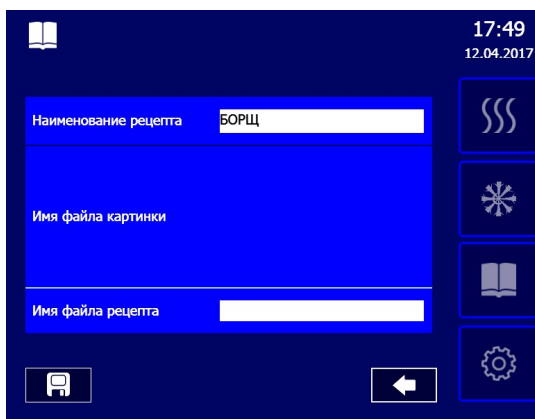 17:49
12.04.2017
Наименование рецепта БОРЩ
Имя файла картинки
Имя файла рецепта